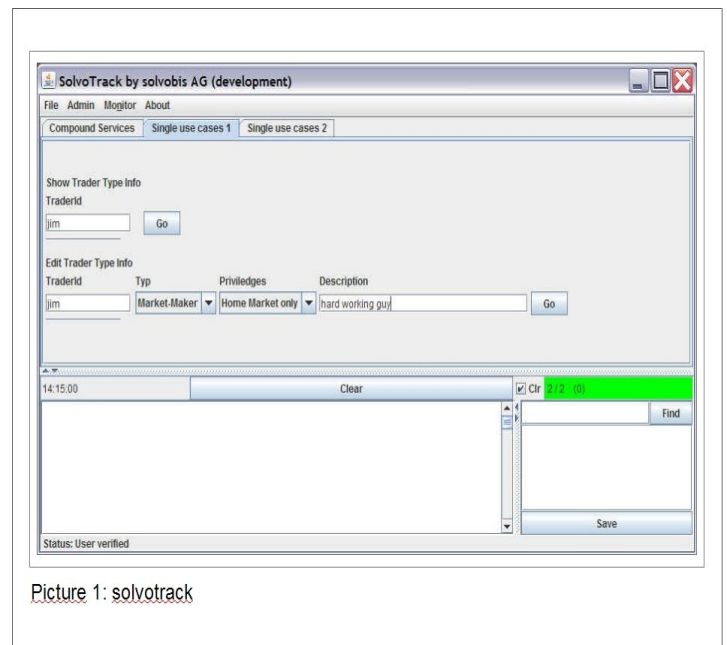 SolvoTrack by solvobis AG (development)
File Admin Monitor About
Compound Services Single use cases 1 Single use cases 2
Show Trader Type Info
TraderId
jim Go
Edit Trader Type Info
TraderId Typ Priviledges Description
jim Market-Maker Home Market only hard working guy Go
14:15:00 Clear Clr 2 / 2 (0)
Find
Save
Status: User verified
Picture 1: solvotrack